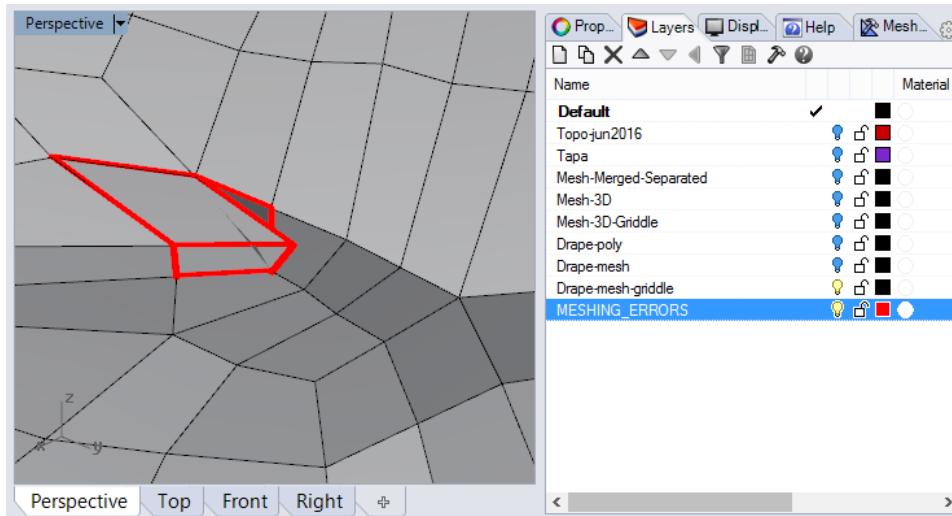 Perspective
z
x
y
Perspective Top Front Right
Prop... Layers Displ... Help Mesh...
Name Material
Default
Topo-jun2016
Tapa
Mesh-Merged-Separated
Mesh-3D
Mesh-3D-Griddle
Drape-poly
Drape-mesh
Drape-mesh-griddle
MESHING_ERRORS